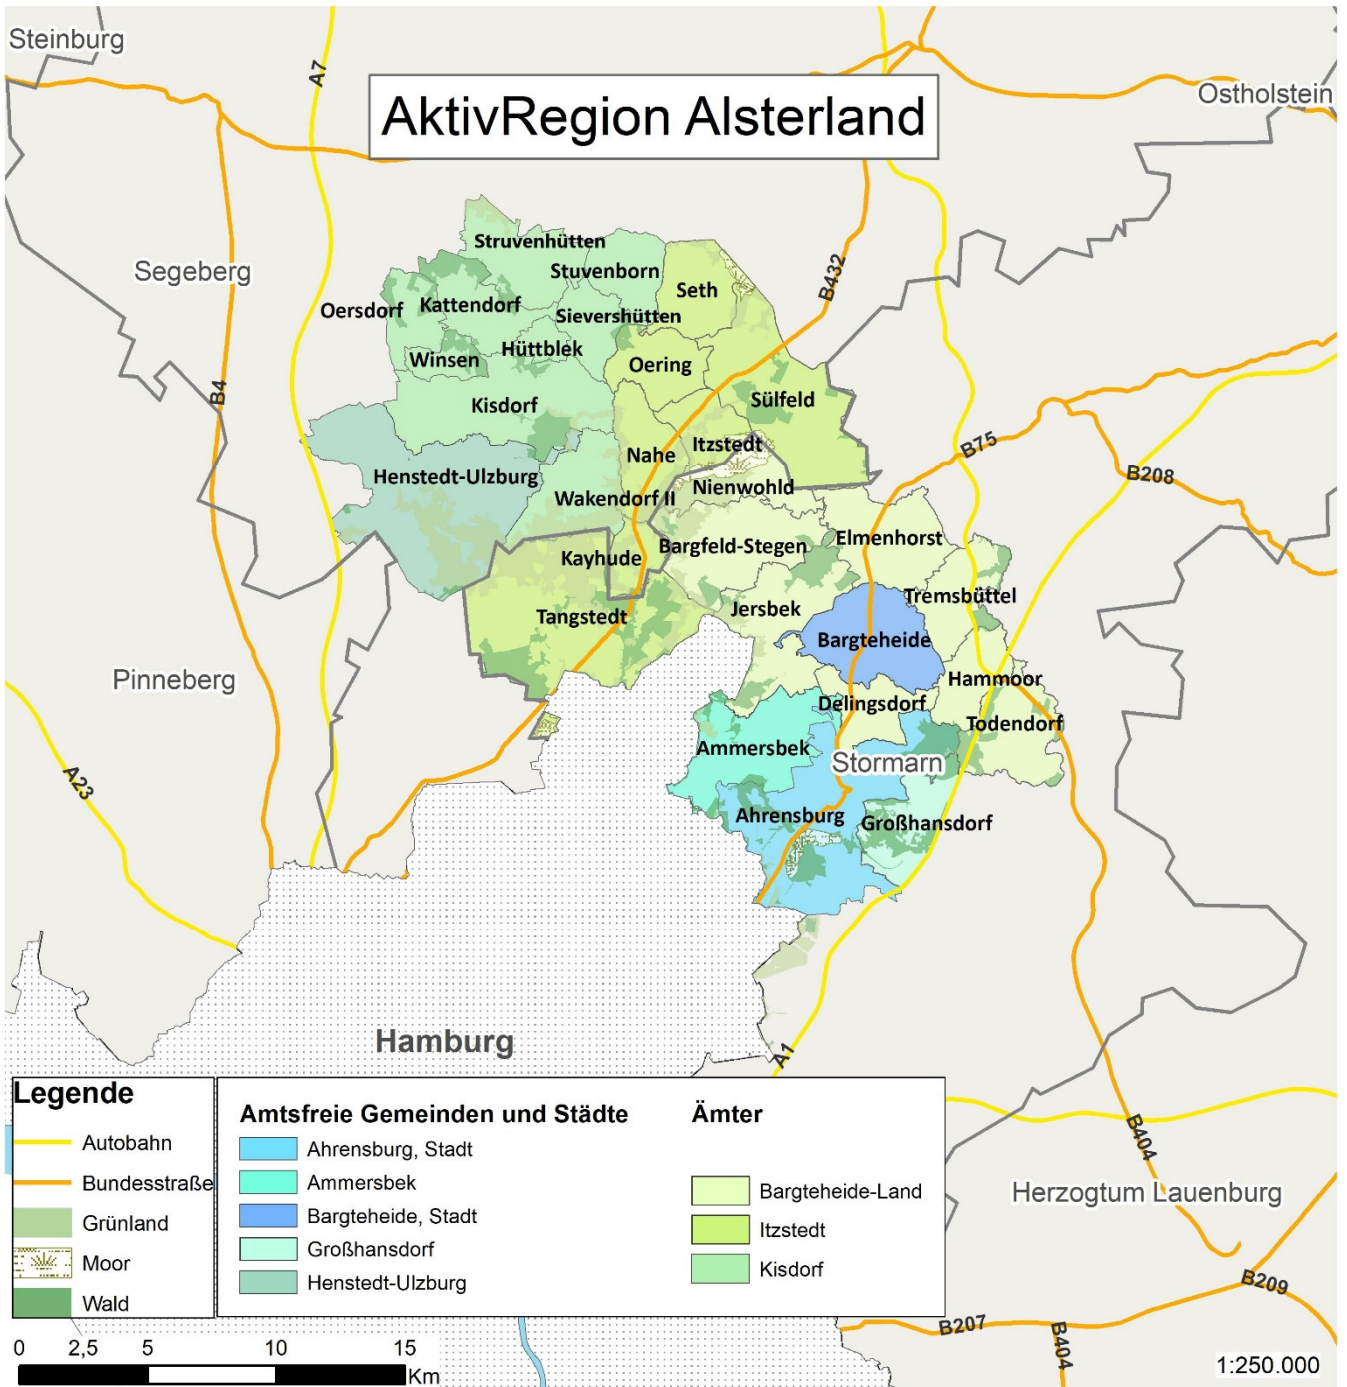 Steinburg
A7
AktivRegion Alsterland
Ostholstein
Segeberg
B432
Struvenhütten
Stuvenborn
Seth
Oersdorf
Kattendorf
Sievershütten
Winsen
Hüttblek
Oering
B4
Kisdorf
Sülfeld
Itzstedt
B75
Nahe
Henstedt-Ulzburg
B208
Nienwohld
Wakendorf II
Elmenhorst
Bargfeld-Stegen
Kayhude
Tremsbüttel
Jersbek
Tangstedt
Bargteheide
Pinneberg
Hammoor
Delingsdorf
Todendorf
Ammersbek
Stormarn
A23
Ahrensburg
Großhansdorf
Hamburg
A1
Legende
Autobahn
Bundesstraße
Grünland
Moor
Wald
Amtsfreie Gemeinden und Städte
Ahrensburg, Stadt
Ammersbek
Bargteheide, Stadt
Großhansdorf
Henstedt-Ulzburg
Ämter
Bargteheide-Land
Itzstedt
Kisdorf
B404
Herzogtum Lauenburg
B209
B207
B404
0 2,5 5 10 15
Km
1:250.000